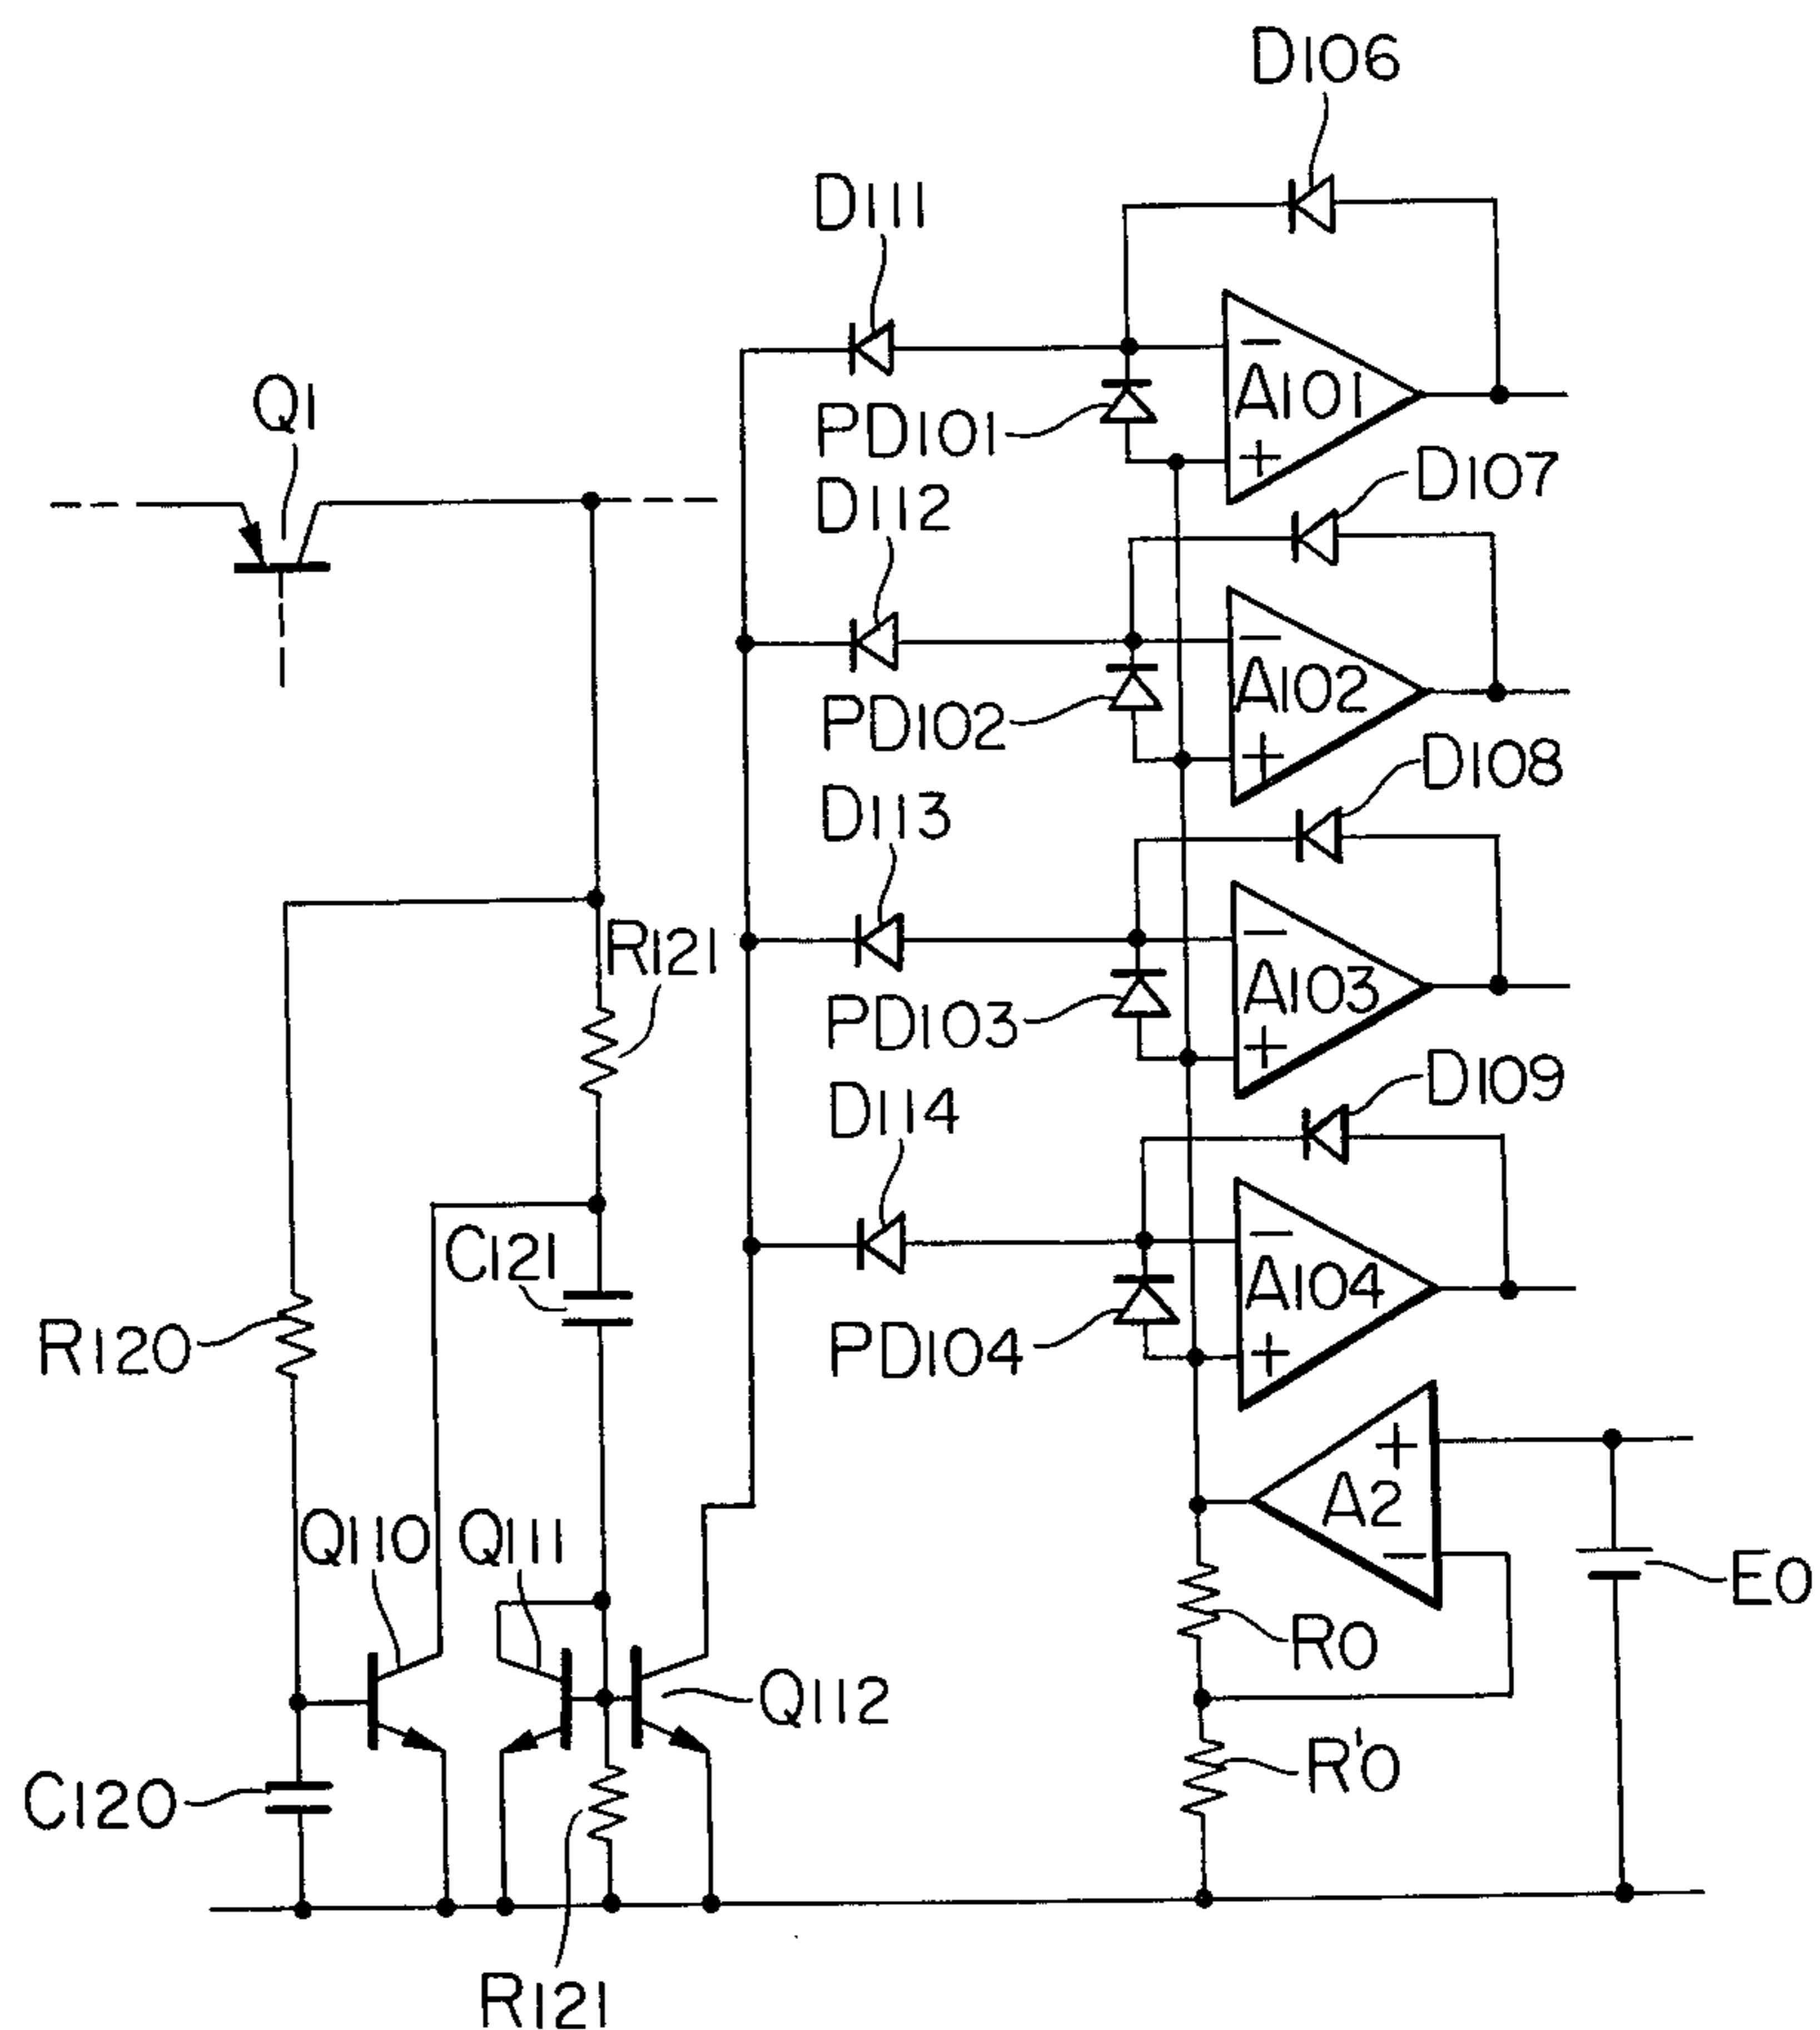 D106
D111
Q1
A101
PD101
D107
D112
A102
PD102
D108
D113
R121
A103
PD103
D109
D114
C121
A104
R120
PD104
A2
Q110
Q111
E0
R0
Q112
R'0
C120
R121